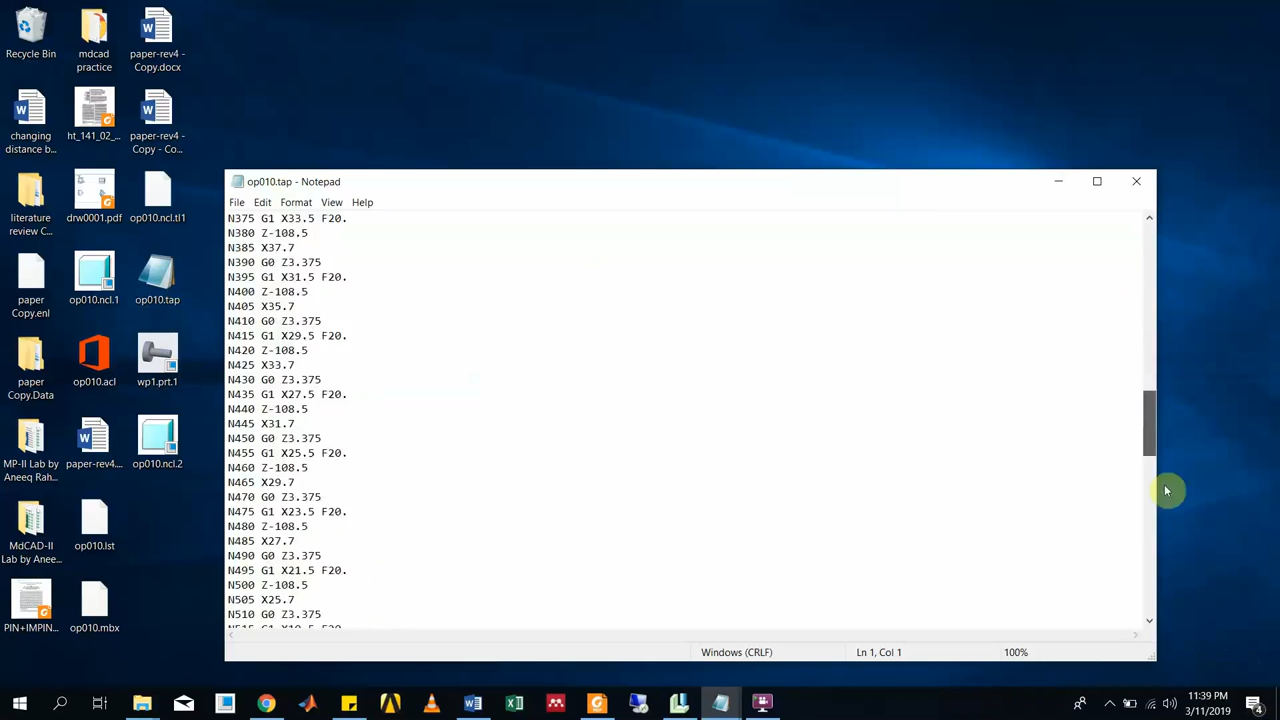 Recycle Bin
mdcad practice
paper-rev4 - Copy.docx
changing distance b...
ht_141_02_...
paper-rev4 - Copy - Co...
literature review C...
drw0001.pdf
op010.ncl.tl1
paper Copy.enl
op010.ncl.1
op010.tap
paper Copy.Data
op010.acl
wp1.prt.1
MP-II Lab by Aneeq Rah...
paper-rev4....
op010.ncl.2
MdCAD-II Lab by Anee...
op010.lst
PIN+IMPIN...
op010.mbx
op010.tap - Notepad
File Edit Format View Help
N375 G1 X33.5 F20.
N380 Z-108.5
N385 X37.7
N390 G0 Z3.375
N395 G1 X31.5 F20.
N400 Z-108.5
N405 X35.7
N410 G0 Z3.375
N415 G1 X29.5 F20.
N420 Z-108.5
N425 X33.7
N430 G0 Z3.375
N435 G1 X27.5 F20.
N440 Z-108.5
N445 X31.7
N450 G0 Z3.375
N455 G1 X25.5 F20.
N460 Z-108.5
N465 X29.7
N470 G0 Z3.375
N475 G1 X23.5 F20.
N480 Z-108.5
N485 X27.7
N490 G0 Z3.375
N495 G1 X21.5 F20.
N500 Z-108.5
N505 X25.7
N510 G0 Z3.375
N515 G1 X19.5 F20.
Windows (CRLF)
Ln 1, Col 1
100%
11:39 PM
3/11/2019
4